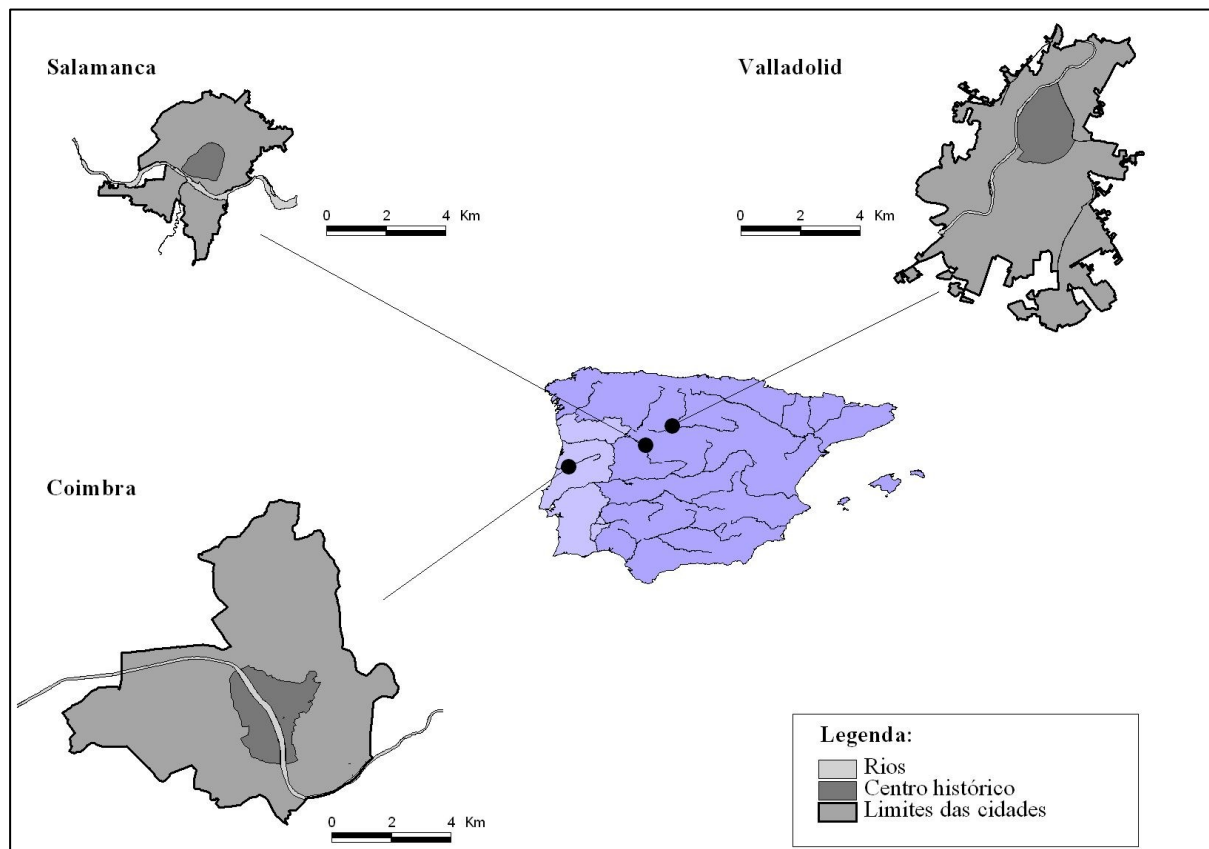 Salamanca
0 2 4 Km
Valladolid
0 2 4 Km
Coimbra
0 2 4 Km
Legenda:
Rios
Centro histórico
Limites das cidades